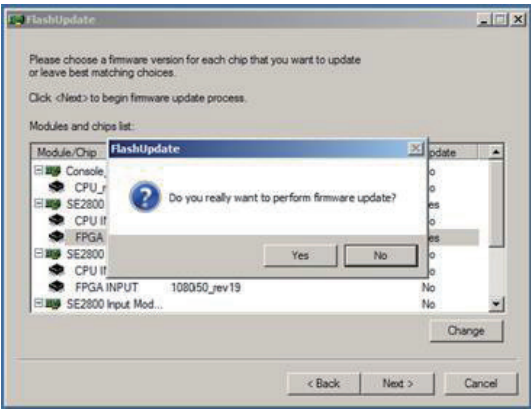 FlashUpdate
Please choose a firmware version for each chip that you want to update
or leave best matching choices.
Click <Next> to begin firmware update process.
Modules and chips list:
Module/Chip
pdate
Console,
o
CPU_r
o
SE2800
es
CPU I
o
FPGA
es
SE2800
o
CPU I
o
FPGA INPUT 1080i50_rev19 No
SE2800 Input Mod... No
FlashUpdate
Do you really want to perform firmware update?
Yes No
Change
< Back Next > Cancel